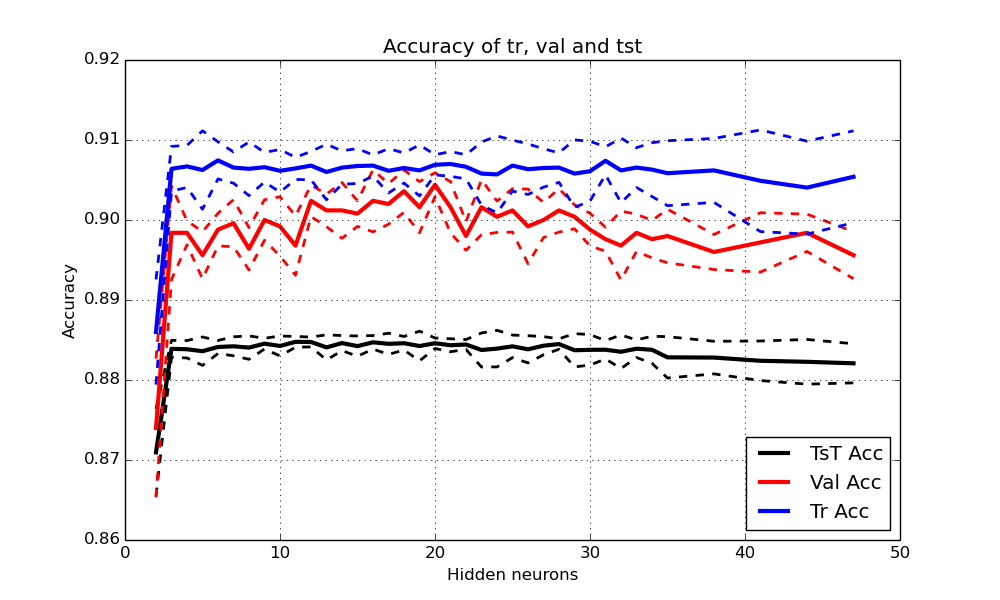 Accuracy of tr, val and tst
0.92
0.91
0.90
0.89
0.88
0.87
0.86
Accuracy
0 10 20 30 40 50
Hidden neurons
TsT Acc
Val Acc
Tr Acc